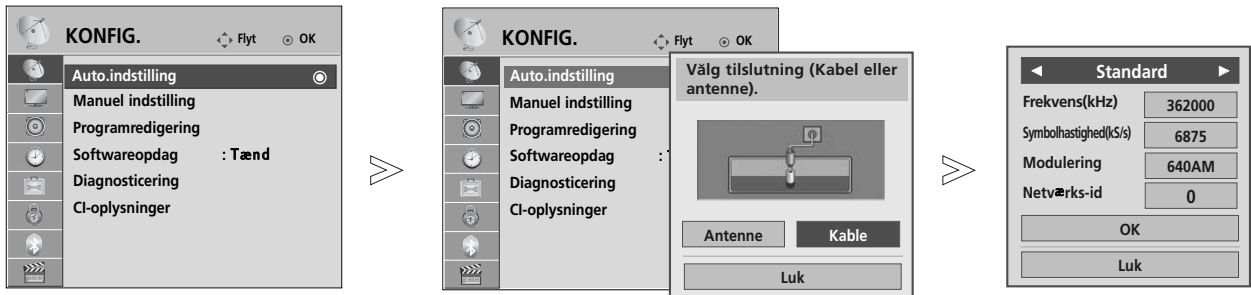 KONFIG.
Flyt
OK
Auto.indstilling
Manuel indstilling
Programredigering
Softwareopdag : Tænd
Diagnosticering
CI-oplysninger
KONFIG.
Flyt
OK
Auto.indstilling
Manuel indstilling
Programredigering
Softwareopdag :
Diagnosticering
CI-oplysninger
Vălg tilslutning (Kabel eller
antenne).
Antenne
Kable
Luk
Standard
Frekvens(kHz) 362000
Symbolhastighed(kS/s) 6875
Modulering 640AM
Netværks-id 0
OK
Luk